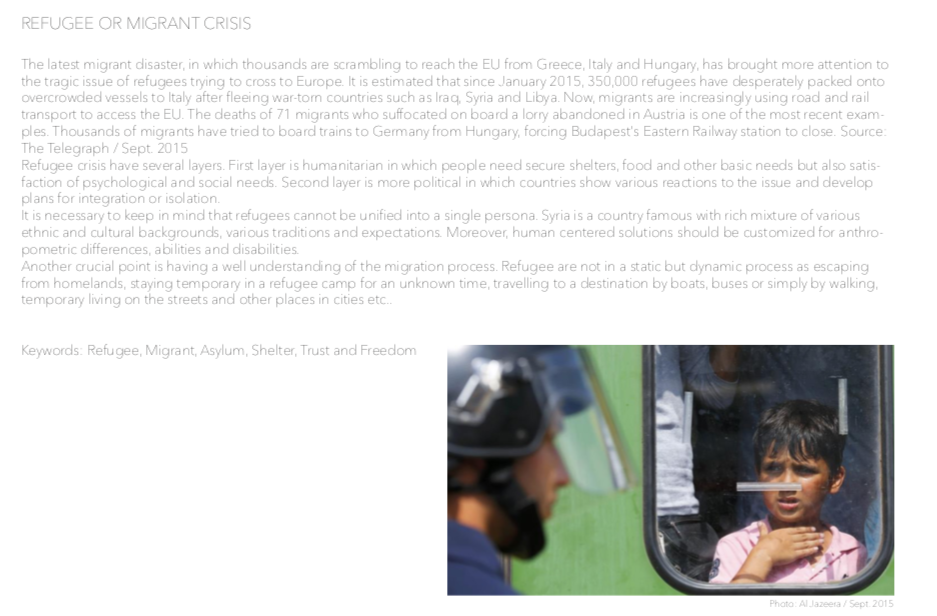 REFUGEE OR MIGRANT CRISIS
The latest migrant disaster, in which thousands are scrambling to reach the EU from Greece, Italy and Hungary, has brought more attention to
the tragic issue of refugees trying to cross to Europe. It is estimated that since January 2015, 350,000 refugees have desperately packed onto
overcrowded vessels to Italy after fleeing war-torn countries such as Iraq, Syria and Libya. Now, migrants are increasingly using road and rail
transport to access the EU. The deaths of 71 migrants who suffocated on board a lorry abandoned in Austria is one of the most recent exam-
ples. Thousands of migrants have tried to board trains to Germany from Hungary, forcing Budapest's Eastern Railway station to close. Source:
The Telegraph / Sept. 2015
Refugee crisis have several layers. First layer is humanitarian in which people need secure shelters, food and other basic needs but also satis-
faction of psychological and social needs. Second layer is more political in which countries show various reactions to the issue and develop
plans for integration or isolation.
It is necessary to keep in mind that refugees cannot be unified into a single persona. Syria is a country famous with rich mixture of various
ethnic and cultural backgrounds, various traditions and expectations. Moreover, human centered solutions should be customized for anthro-
pometric differences, abilities and disabilities.
Another crucial point is having a well understanding of the migration process. Refugee are not in a static but dynamic process as escaping
from homelands, staying temporary in a refugee camp for an unknown time, travelling to a destination by boats, buses or simply by walking,
temporary living on the streets and other places in cities etc..
Keywords: Refugee, Migrant, Asylum, Shelter, Trust and Freedom
Photo: Al Jazeera / Sept. 2015